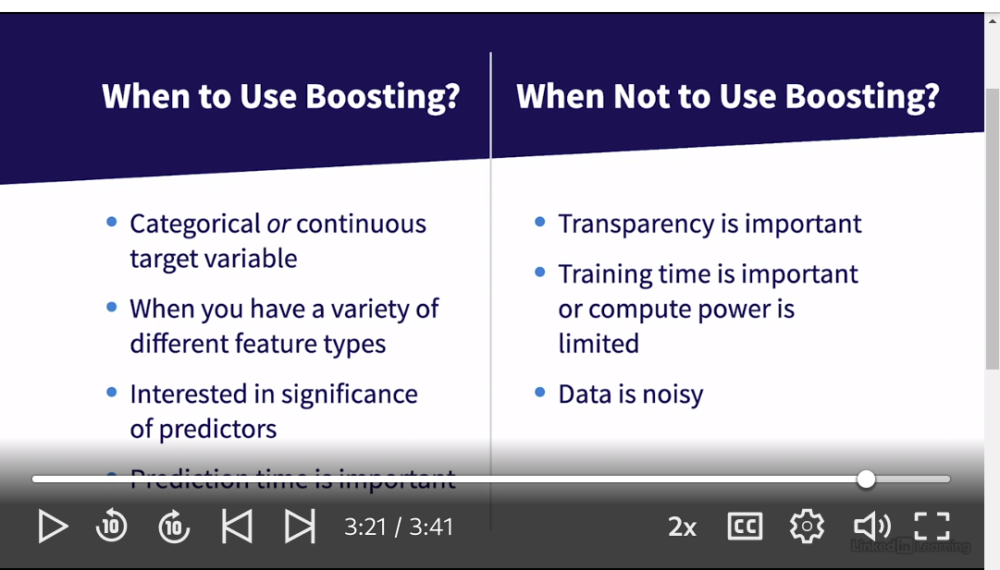 When to Use Boosting?
Categorical or continuous
target variable
When you have a variety of
different feature types
Interested in significance
of predictors
Prediction time is important
When Not to Use Boosting?
Transparency is important
Training time is important
or compute power is
limited
Data is noisy
10
10
3:21 / 3:41
2x
CC
LinkedIn Learning